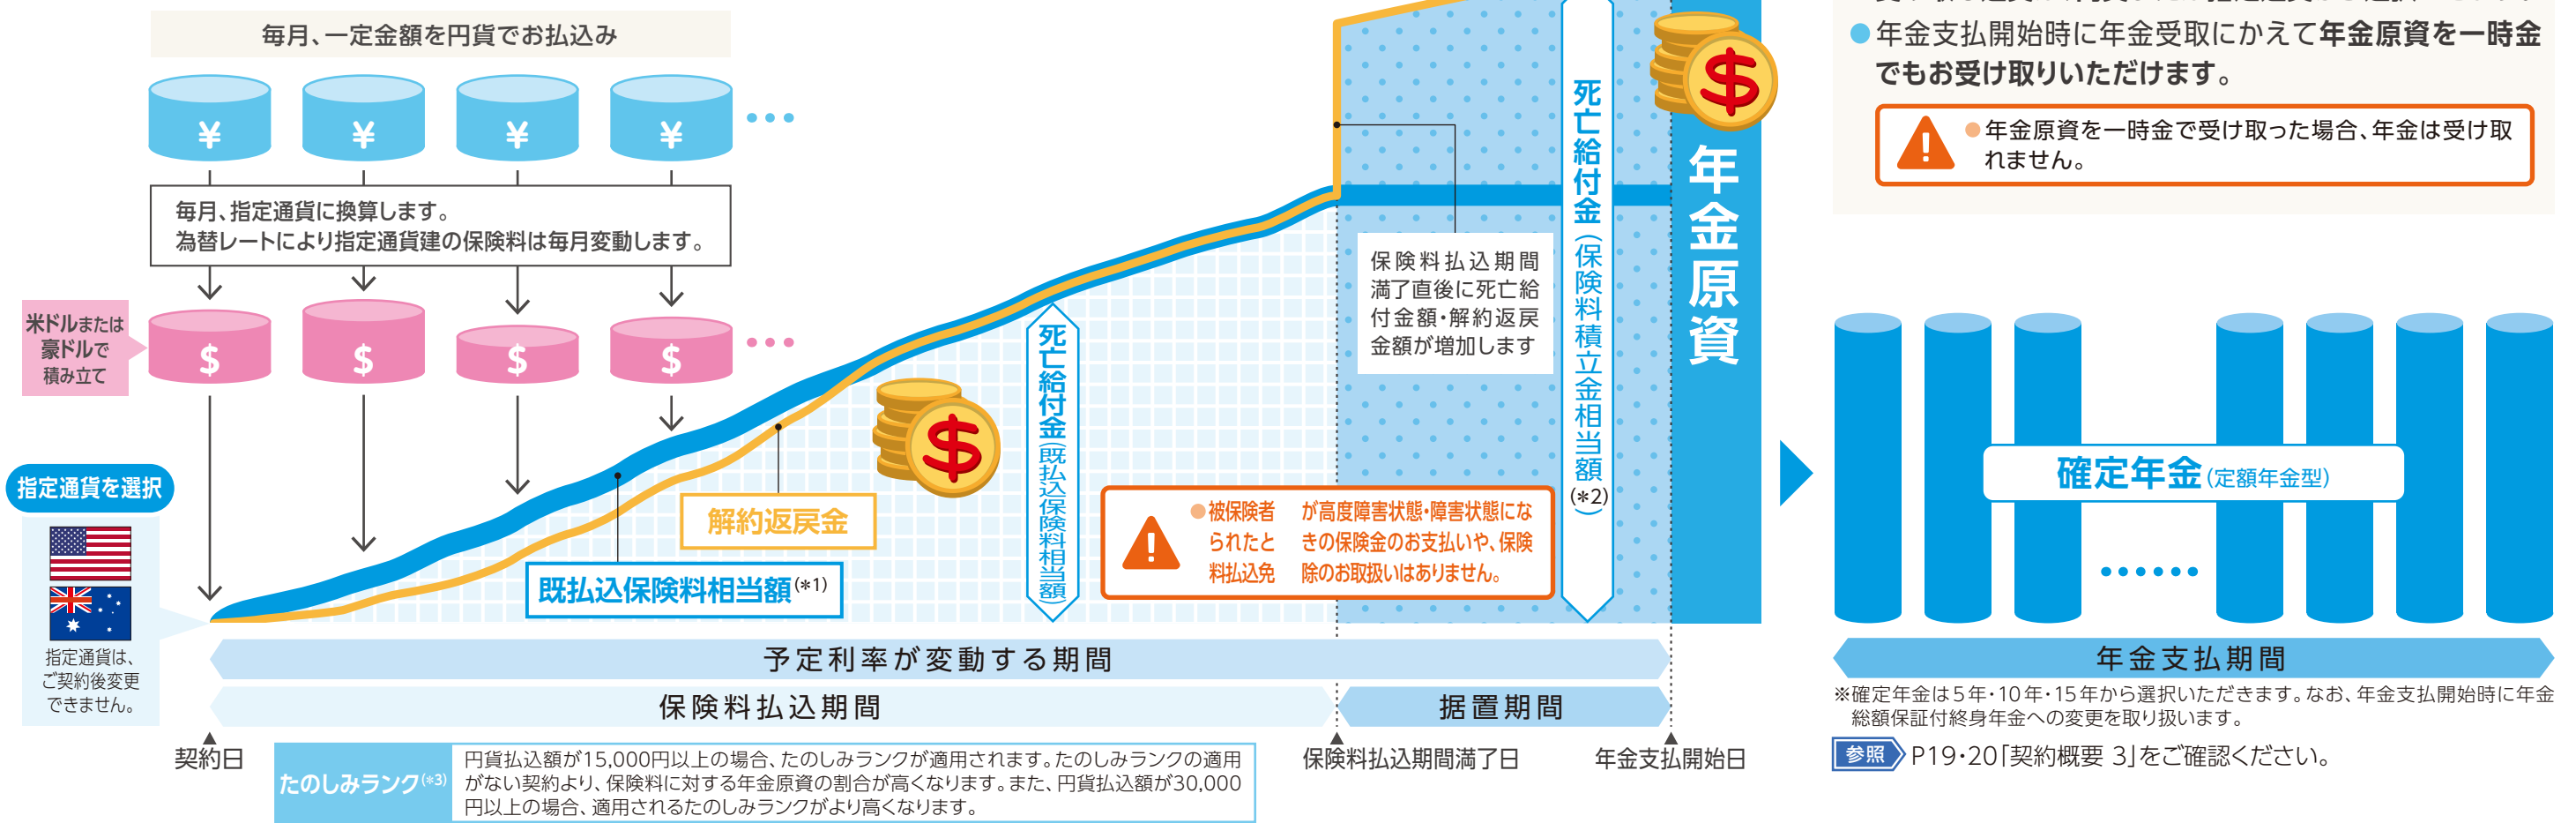 毎月、一定金額を円貨でお払込み
¥
¥
¥
¥
毎月、指定通貨に換算します。
為替レートにより指定通貨建の保険料は毎月変動します。
米ドルまたは
豪ドルで
積み立て
$
$
$
$
指定通貨を選択
指定通貨は、
ご契約後変更
できません。
解約返戻金
既払込保険料相当額(*1)
$
死亡給付金(既払込保険料相当額)
保険料払込期間
満了直後に死亡給
付金額・解約返戻
金額が増加します
死亡給付金(保険料積立金相当額(*2))
●被保険者 が高度障害状態・障害状態にな
られたと きの保険金のお支払いや、保険
料払込免 除のお取扱いはありません。
$
年金原資
予定利率が変動する期間
保険料払込期間
据置期間
契約日
保険料払込期間満了日
年金支払開始日
たのしみランク(*3)
円貨払込額が15,000円以上の場合、たのしみランクが適用されます。たのしみランクの適用
がない契約より、保険料に対する年金原資の割合が高くなります。また、円貨払込額が30,000
円以上の場合、適用されるたのしみランクがより高くなります。
●年金支払開始時に年金受取にかえて年金原資を一時金
でもお受け取りいただけます。
●年金原資を一時金で受け取った場合、年金は受け取
れません。
確定年金(定額年金型)
年金支払期間
※確定年金は5年・10年・15年から選択いただきます。なお、年金支払開始時に年金
総額保証付終身年金への変更を取り扱います。
参照 P19・20「契約概要 3」をご確認ください。